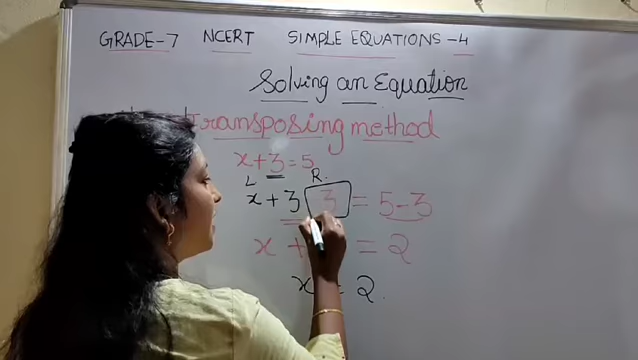 GRADE-7 NCERT SIMPLE EQUATIONS -4
Solving an Equation
transposing method
x+3=5
L R.
x+3 3 = 5-3
x + = 2
x = 2.